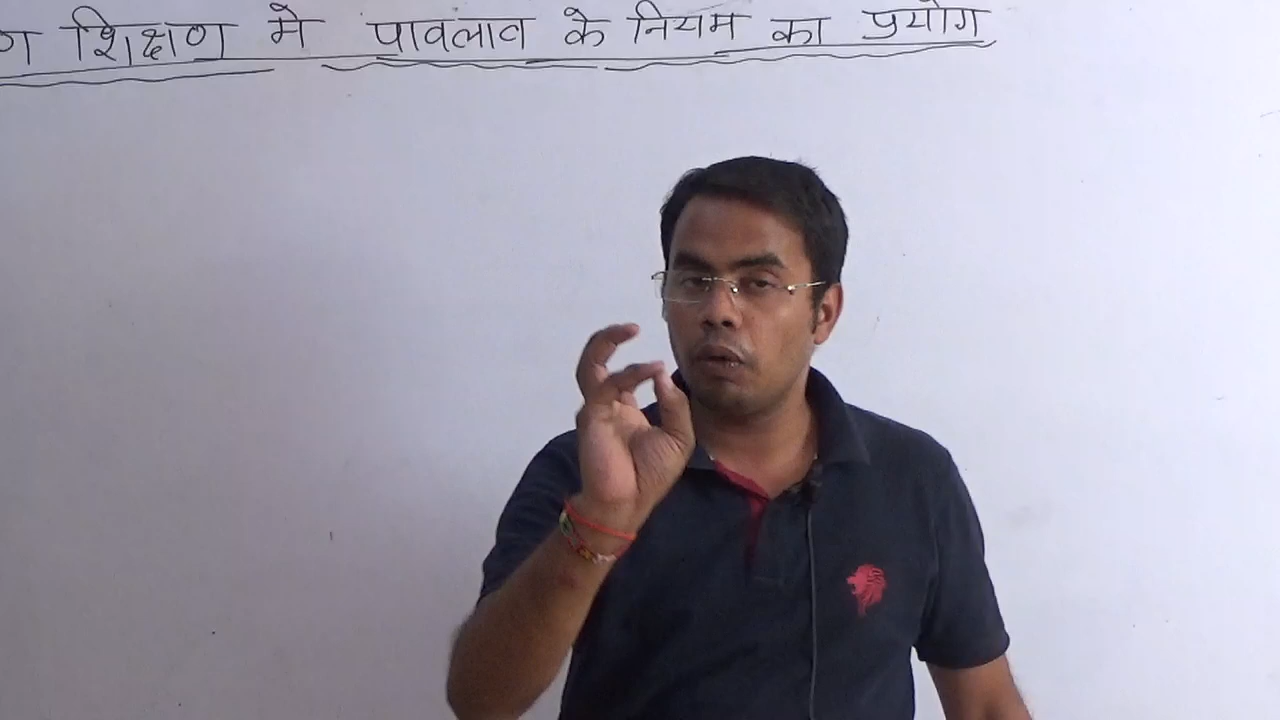 शिक्षण मे पावलाव के नियम का प्रयोग